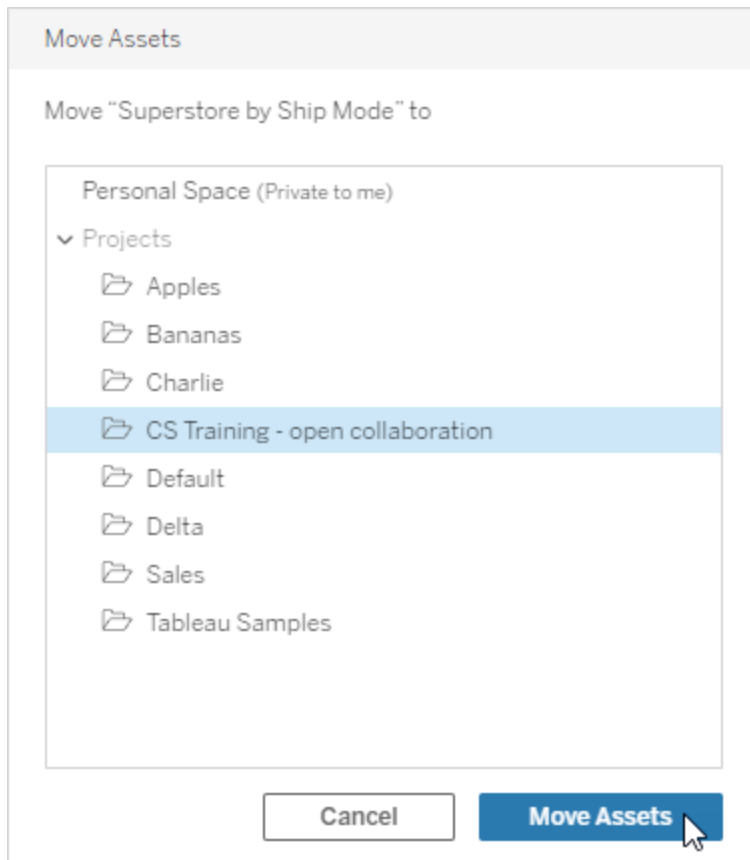 Move Assets
Move “Superstore by Ship Mode” to
Personal Space (Private to me)
Projects
Apples
Bananas
Charlie
CS Training - open collaboration
Default
Delta
Sales
Tableau Samples
Cancel Move Assets